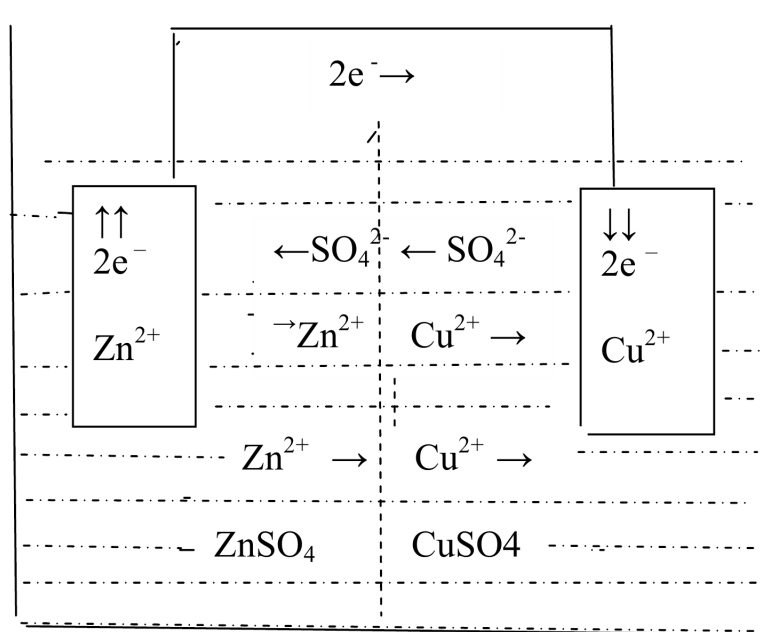 2e⁻→
↑↑ ↓↓
2e⁻ ←SO₄²⁻ ← SO₄²⁻ 2e⁻
Zn²⁺ →Zn²⁺ Cu²⁺ → Cu²⁺
Zn²⁺ → Cu²⁺ →
ZnSO₄ CuSO4